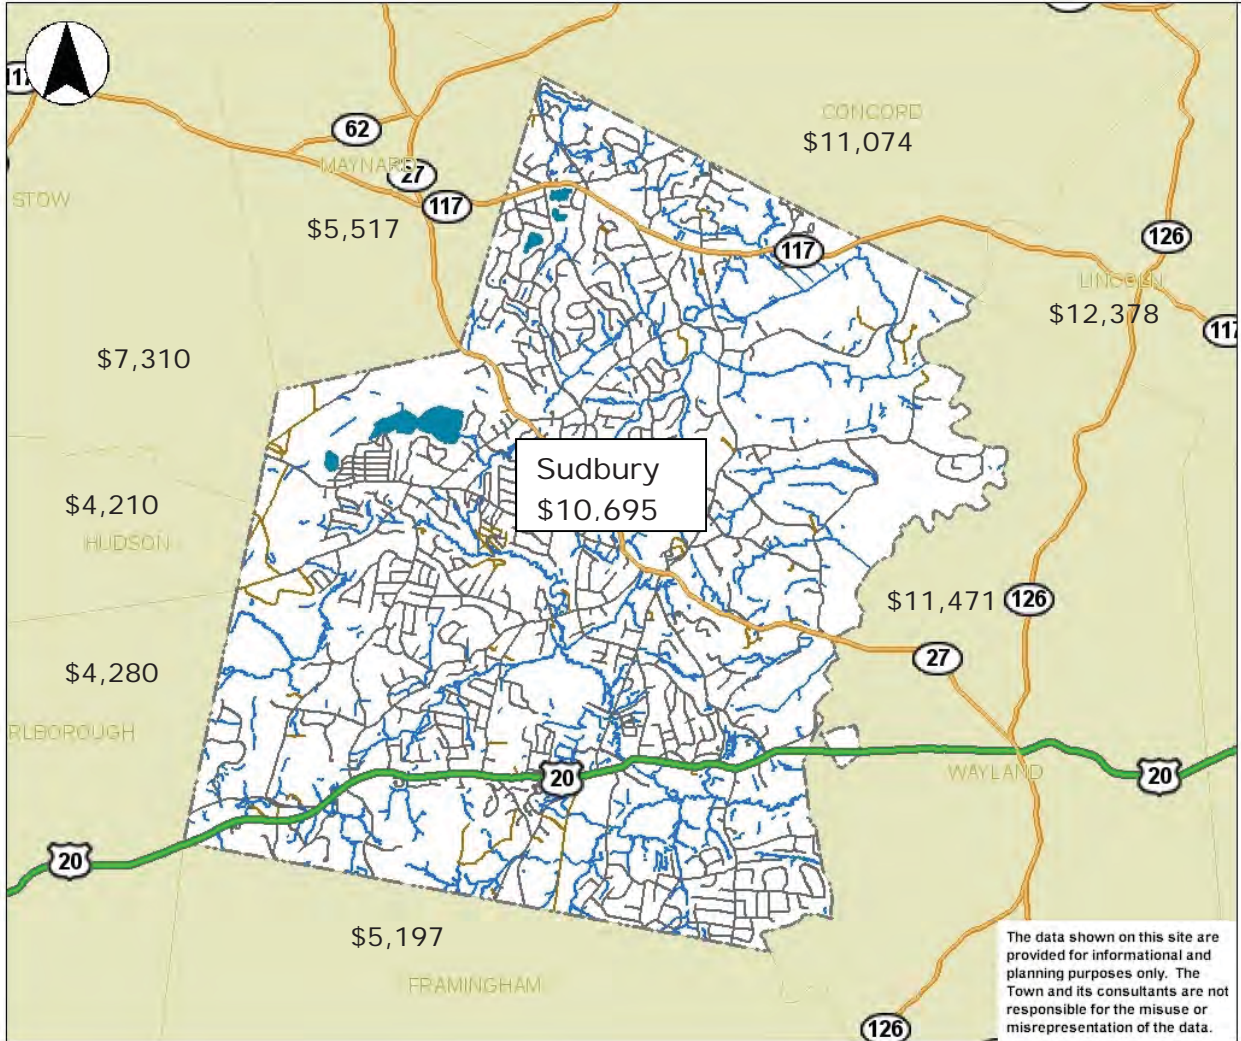 117
62
CONCORD
$11,074
MAYNARD
27
117
STOW
$5,517
117
126
LINCOLN
$12,378
117
$7,310
Sudbury
$10,695
$4,210
HUDSON
$11,471
126
27
$4,280
RLBOROUGH
WAYLAND
20
20
20
$5,197
FRAMINGHAM
126
The data shown on this site are
provided for informational and
planning purposes only. The
Town and its consultants are not
responsible for the misuse or
misrepresentation of the data.